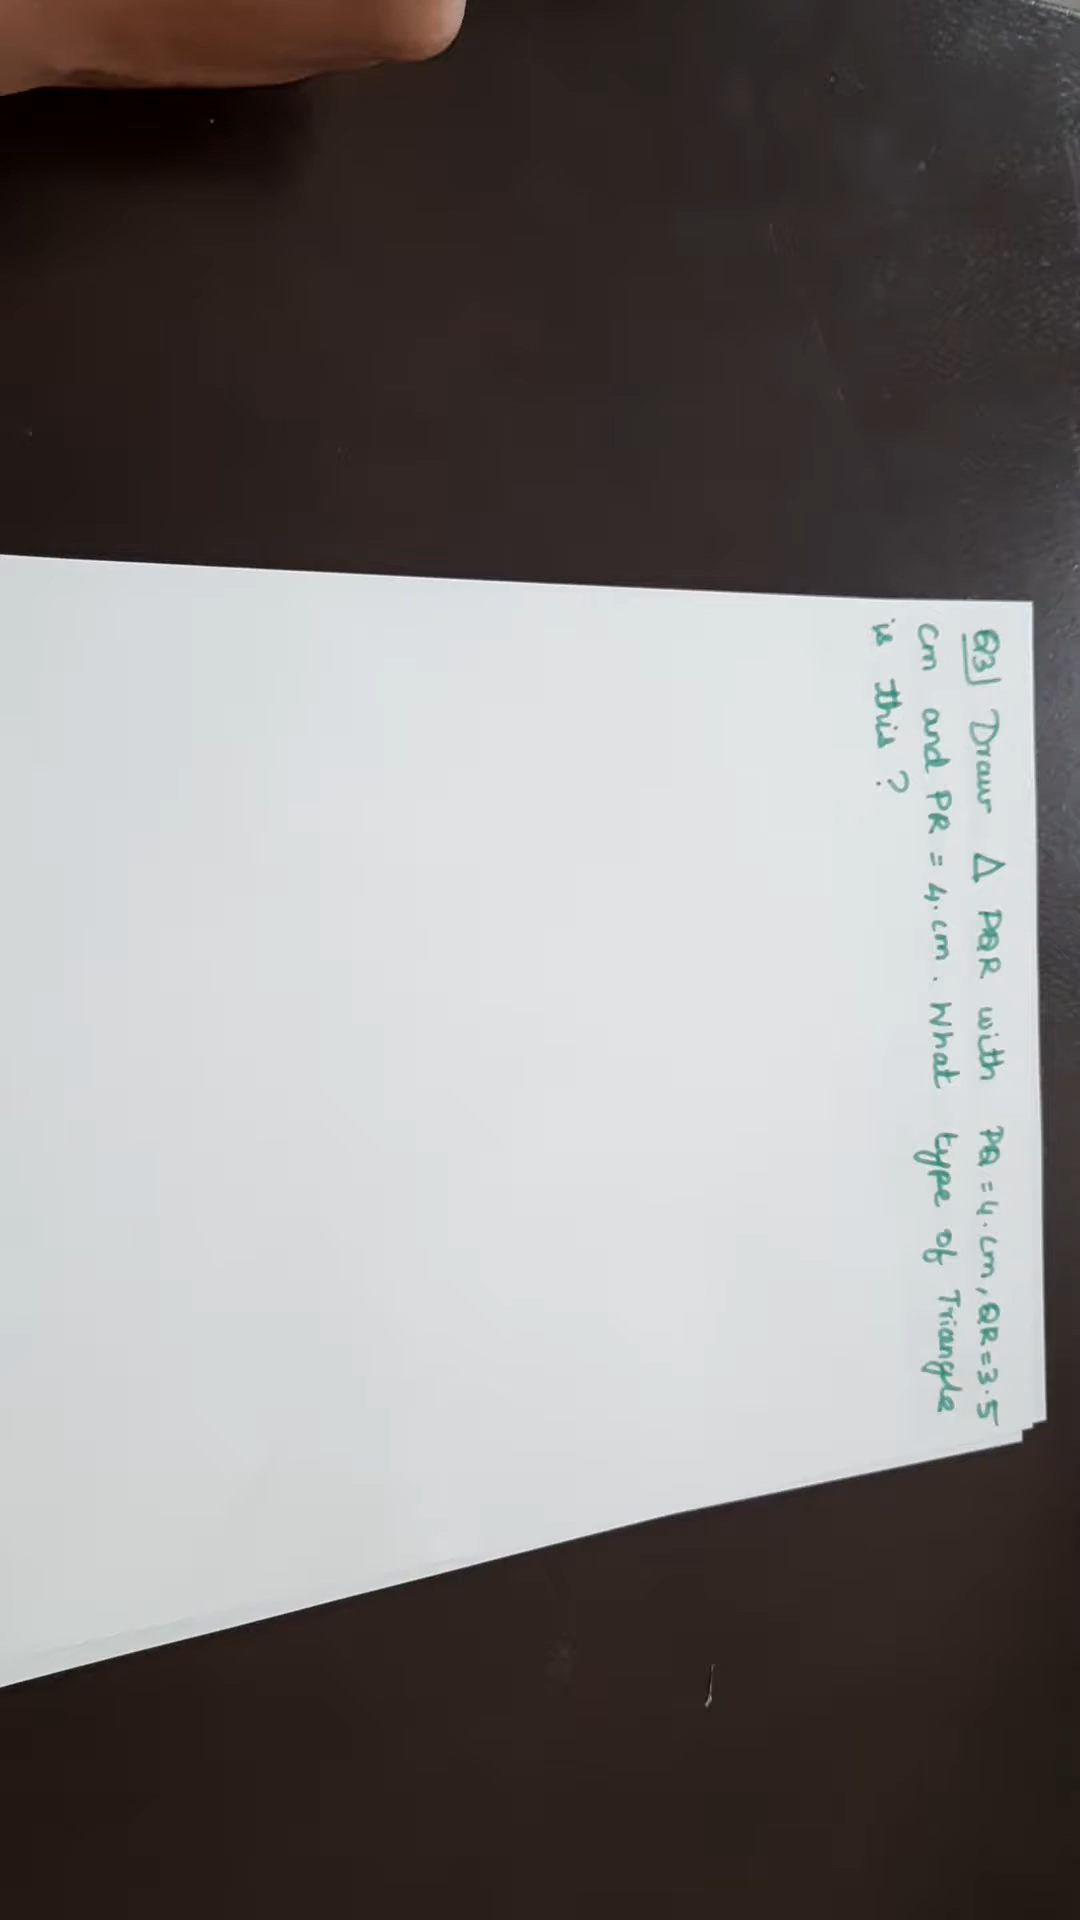 Q3| Draw Δ PQR with PQ = 4.cm, QR = 3.5
cm and PR = 4.cm. What type of Triangle
is this ?